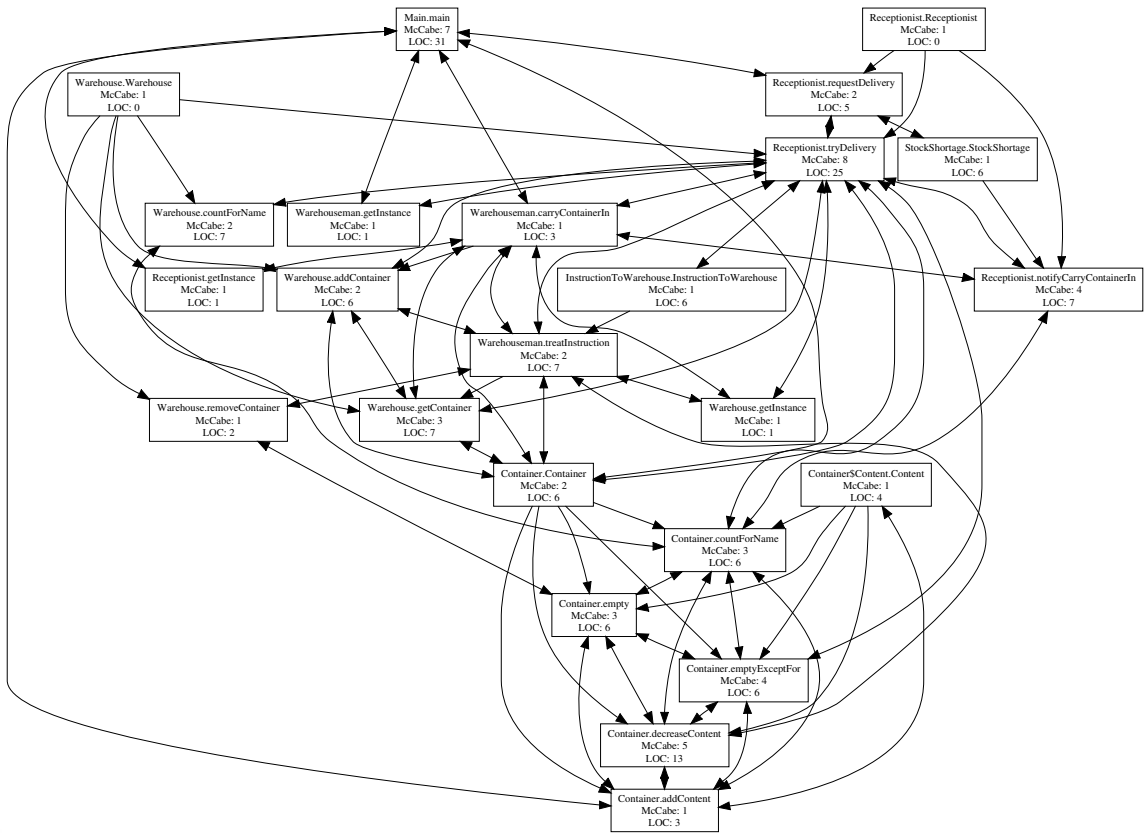 Main.main
McCabe: 7
LOC: 31
Receptionist.Receptionist
McCabe: 1
LOC: 0
Warehouse.Warehouse
McCabe: 1
LOC: 0
Receptionist.requestDelivery
McCabe: 2
LOC: 5
Receptionist.tryDelivery
McCabe: 8
LOC: 25
StockShortage.StockShortage
McCabe: 1
LOC: 6
Warehouse.countForName
McCabe: 2
LOC: 7
Warehouseman.getInstance
McCabe: 1
LOC: 1
Warehouseman.carryContainerIn
McCabe: 1
LOC: 3
Receptionist.getInstance
McCabe: 1
LOC: 1
Warehouse.addContainer
McCabe: 2
LOC: 6
InstructionToWarehouse.InstructionToWarehouse
McCabe: 1
LOC: 6
Receptionist.notifyCarryContainerIn
McCabe: 4
LOC: 7
Warehouseman.treatInstruction
McCabe: 2
LOC: 7
Warehouse.removeContainer
McCabe: 1
LOC: 2
Warehouse.getContainer
McCabe: 3
LOC: 7
Warehouse.getInstance
McCabe: 1
LOC: 1
Container.Container
McCabe: 2
LOC: 6
Container$Content.Content
McCabe: 1
LOC: 4
Container.countForName
McCabe: 3
LOC: 6
Container.empty
McCabe: 3
LOC: 6
Container.emptyExceptFor
McCabe: 4
LOC: 6
Container.decreaseContent
McCabe: 5
LOC: 13
Container.addContent
McCabe: 1
LOC: 3